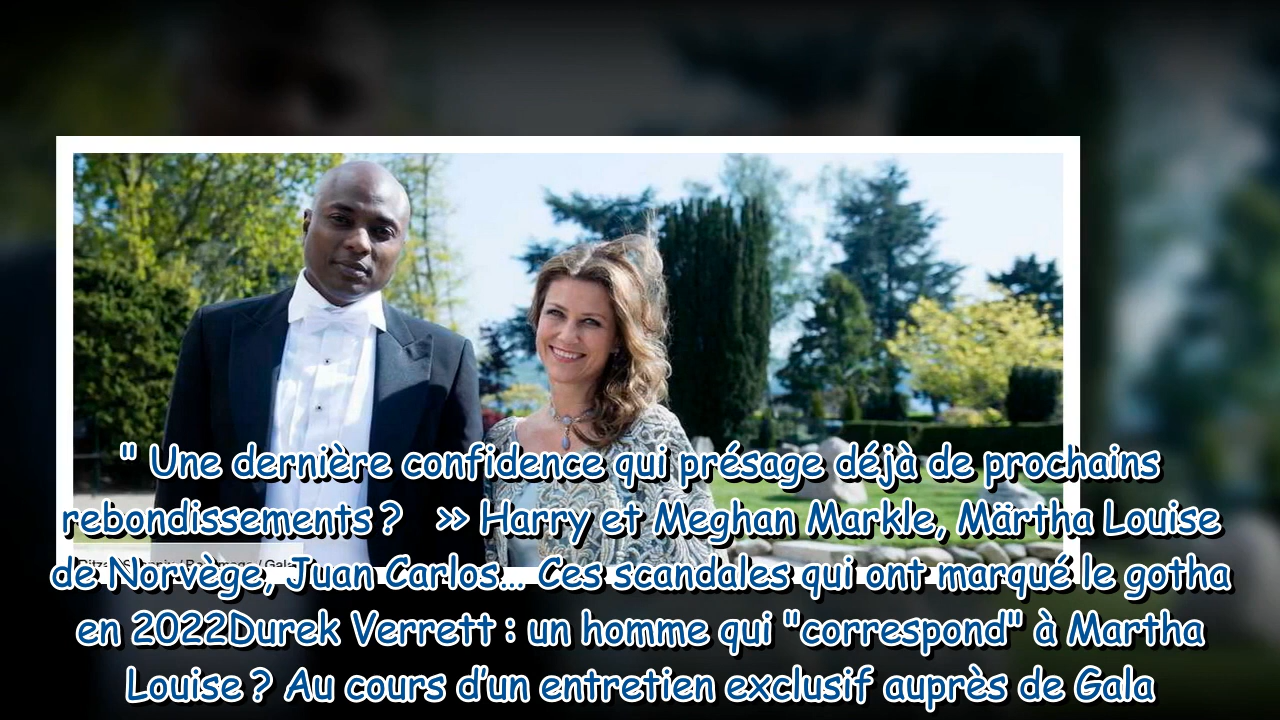 " Une dernière confidence qui présage déjà de prochains
rebondissements ? >> Harry et Meghan Markle, Märtha Louise
de Norvège, Juan Carlos... Ces scandales qui ont marqué le gotha
en 2022Durek Verrett : un homme qui "correspond" à Martha
Louise ? Au cours d'un entretien exclusif auprès de Gala